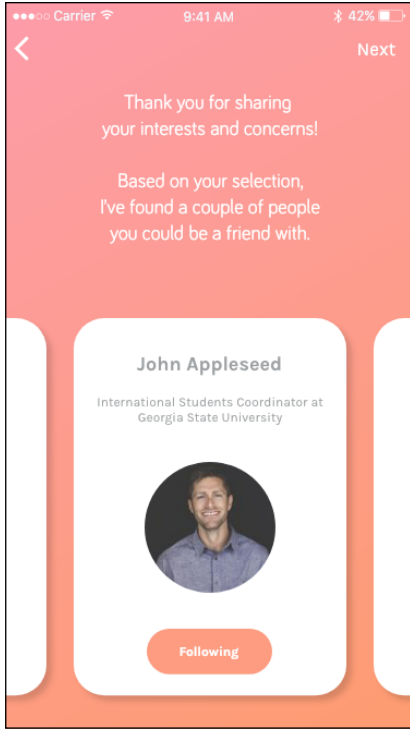 Carrier 9:41 AM 42%
Next
Thank you for sharing
your interests and concerns!
Based on your selection,
I've found a couple of people
you could be a friend with.
John Appleseed
International Students Coordinator at
Georgia State University
Following